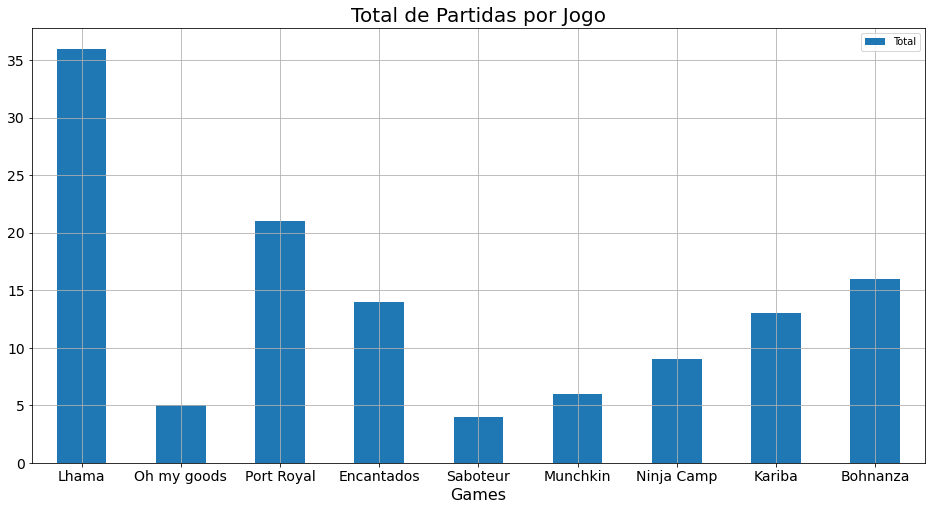 Total de Partidas por Jogo
Total
35
30
25
20
15
10
5
0
Lhama Oh my goods Port Royal Encantados Saboteur Munchkin Ninja Camp Kariba Bohnanza
Games